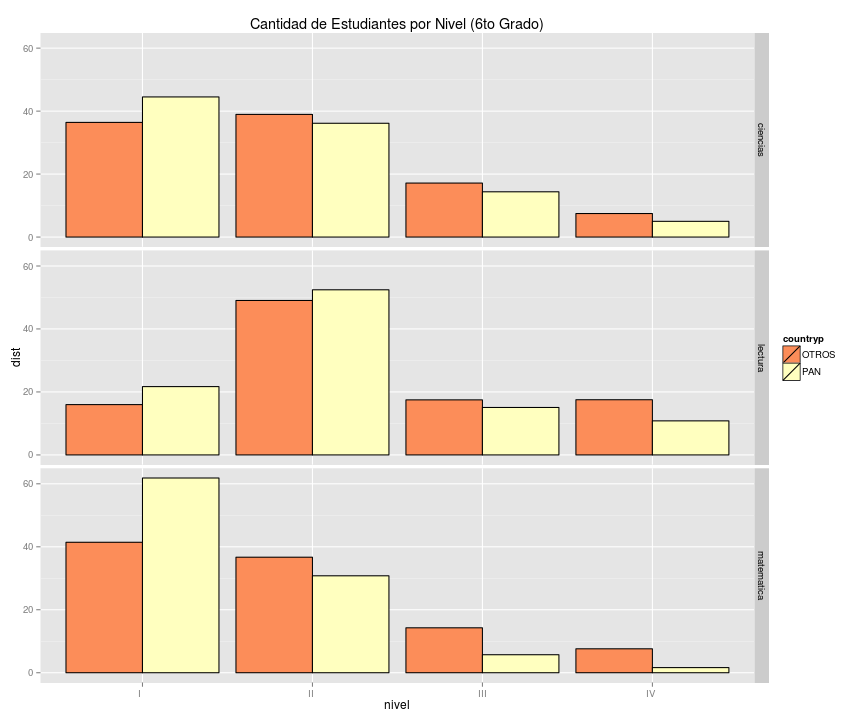 Cantidad de Estudiantes por Nivel (6to Grado)
60
40
20
0
ciencias
60
40
20
0
lectura
60
40
20
0
matematica
dist
I
II
III
IV
nivel
countryp
OTROS
PAN